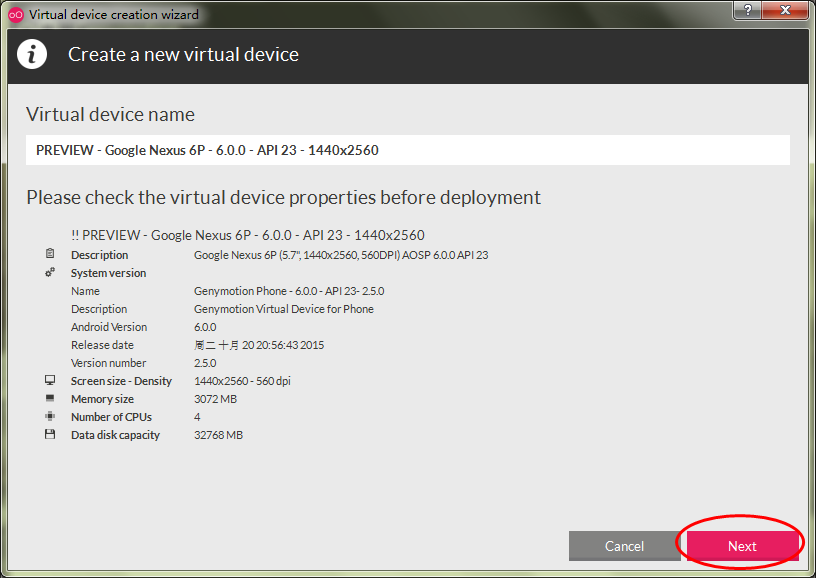 Virtual device creation wizard
Create a new virtual device
Virtual device name
PREVIEW - Google Nexus 6P - 6.0.0 - API 23 - 1440x2560
Please check the virtual device properties before deployment
!! PREVIEW - Google Nexus 6P - 6.0.0 - API 23 - 1440x2560
Description Google Nexus 6P (5.7", 1440x2560, 560DPI) AOSP 6.0.0 API 23
System version
Name Genymotion Phone - 6.0.0 - API 23- 2.5.0
Description Genymotion Virtual Device for Phone
Android Version 6.0.0
Release date 周二 十月 20 20:56:43 2015
Version number 2.5.0
Screen size - Density 1440x2560 - 560 dpi
Memory size 3072 MB
Number of CPUs 4
Data disk capacity 32768 MB
Cancel Next